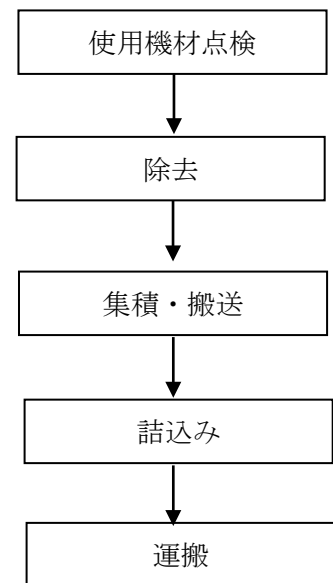 使用機材点検
除去
集積・搬送
詰込み
運搬